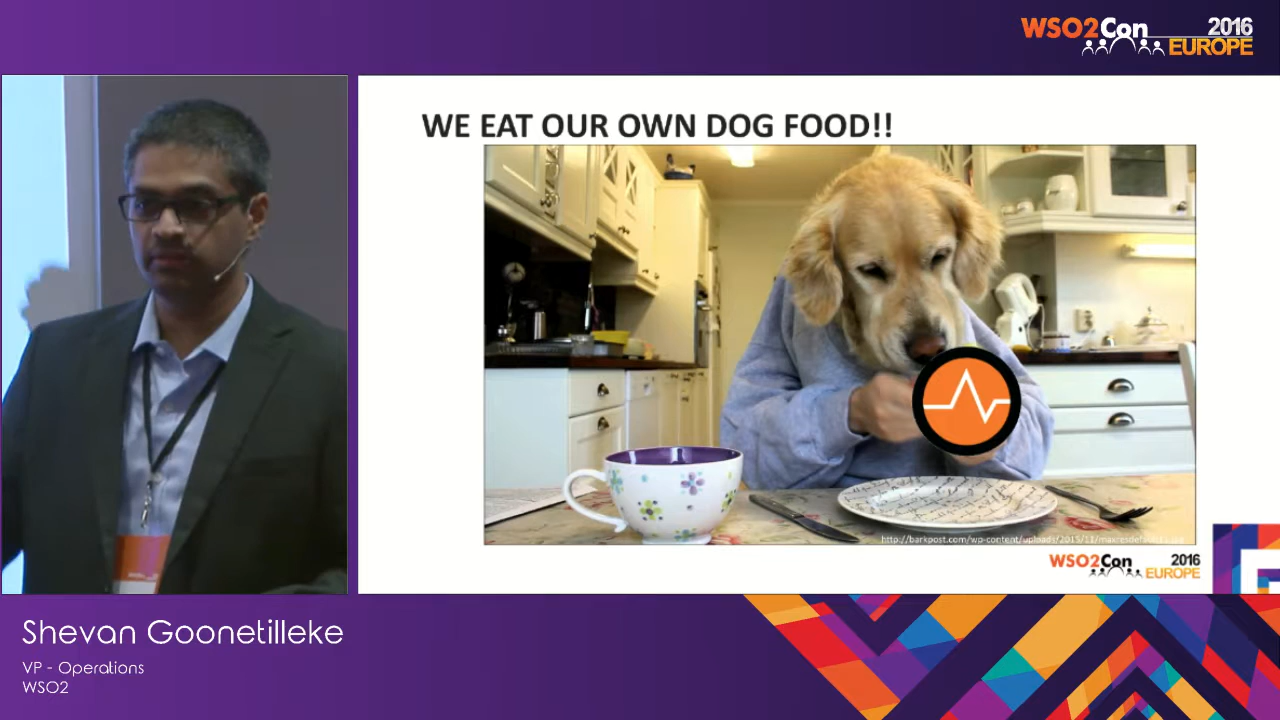 WSO2Con 2016
EUROPE
WE EAT OUR OWN DOG FOOD!!
WSO2Con 2016
EUROPE
Shevan Goonetilleke
VP - Operations
WSO2